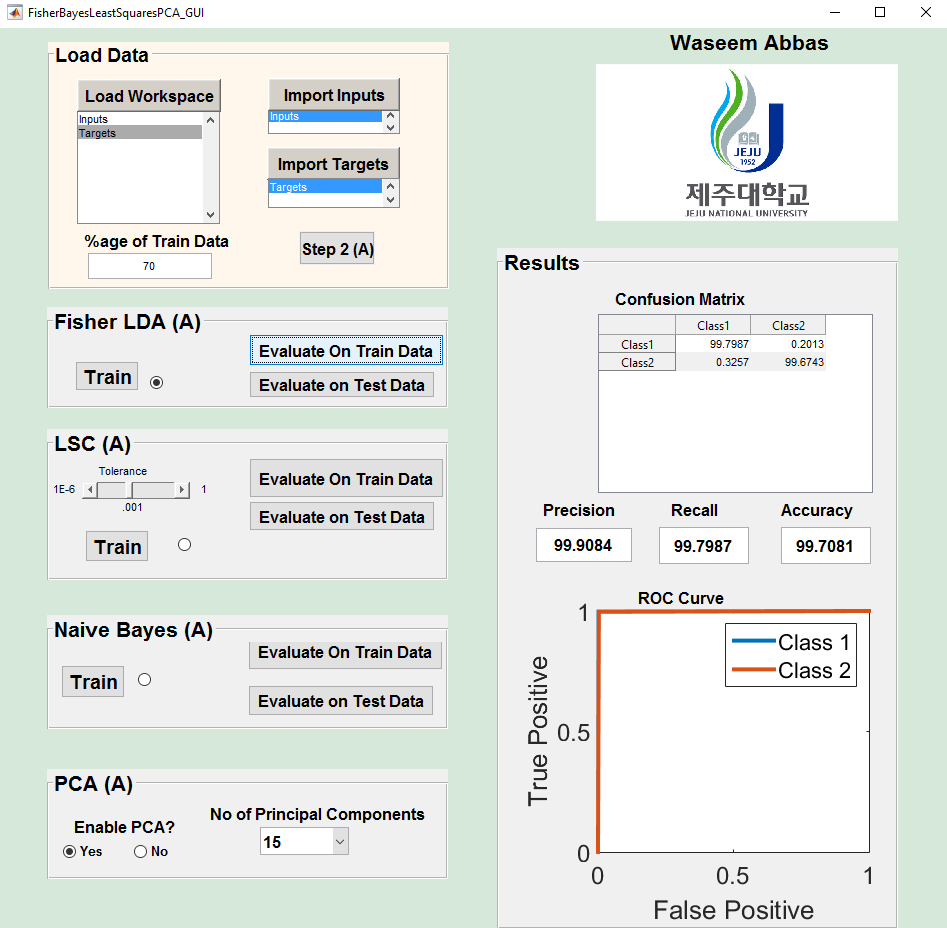 FisherBayesLeastSquaresPCA_GUI
Load Data
Load Workspace
Inputs
Targets
%age of Train Data
70
Import Inputs
Inputs
Import Targets
Targets
Step 2 (A)
Fisher LDA (A)
Train
Evaluate On Train Data
Evaluate on Test Data
LSC (A)
Tolerance
1E-6 1
.001
Train
Evaluate On Train Data
Evaluate on Test Data
Naive Bayes (A)
Train
Evaluate On Train Data
Evaluate on Test Data
PCA (A)
Enable PCA?
Yes No
No of Principal Components
15
Waseem Abbas
JEJU
1952
제주대학교
JEJU NATIONAL UNIVERSITY
Results
Confusion Matrix
Class1 Class2
Class1 99.7987 0.2013
Class2 0.3257 99.6743
Precision Recall Accuracy
99.9084 99.7987 99.7081
ROC Curve
Class 1
Class 2
True Positive
1
0.5
0
0 0.5 1
False Positive